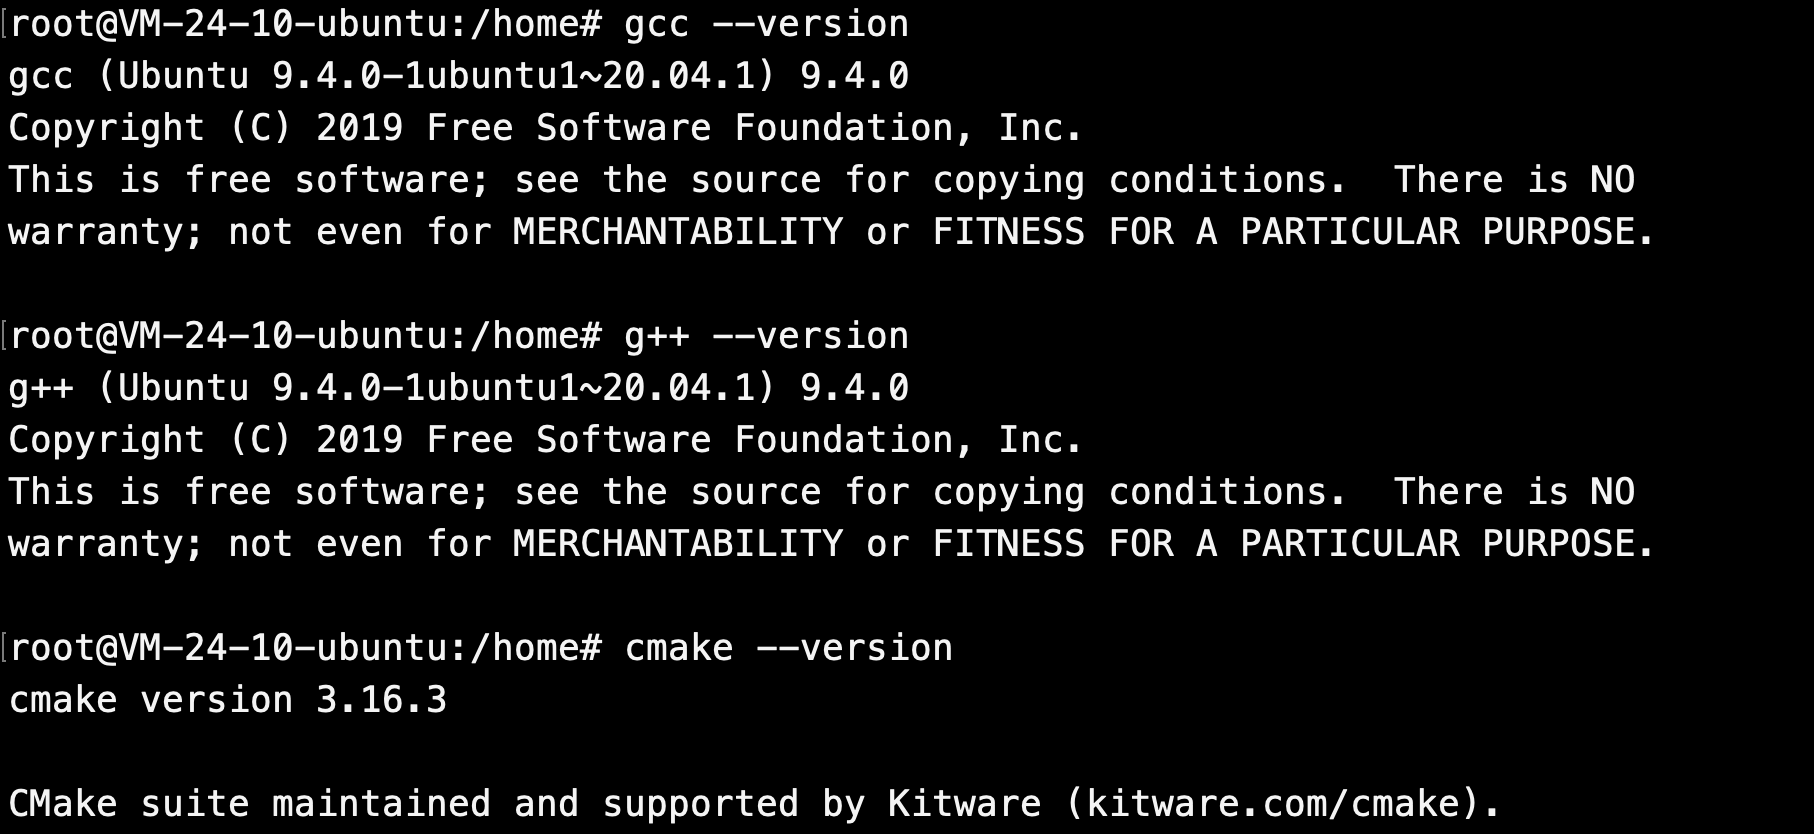 root@VM-24-10-ubuntu:/home# gcc --version
gcc (Ubuntu 9.4.0-1ubuntu1~20.04.1) 9.4.0
Copyright (C) 2019 Free Software Foundation, Inc.
This is free software; see the source for copying conditions.  There is NO
warranty; not even for MERCHANTABILITY or FITNESS FOR A PARTICULAR PURPOSE.
root@VM-24-10-ubuntu:/home# g++ --version
g++ (Ubuntu 9.4.0-1ubuntu1~20.04.1) 9.4.0
Copyright (C) 2019 Free Software Foundation, Inc.
This is free software; see the source for copying conditions.  There is NO
warranty; not even for MERCHANTABILITY or FITNESS FOR A PARTICULAR PURPOSE.
root@VM-24-10-ubuntu:/home# cmake --version
cmake version 3.16.3
CMake suite maintained and supported by Kitware (kitware.com/cmake).